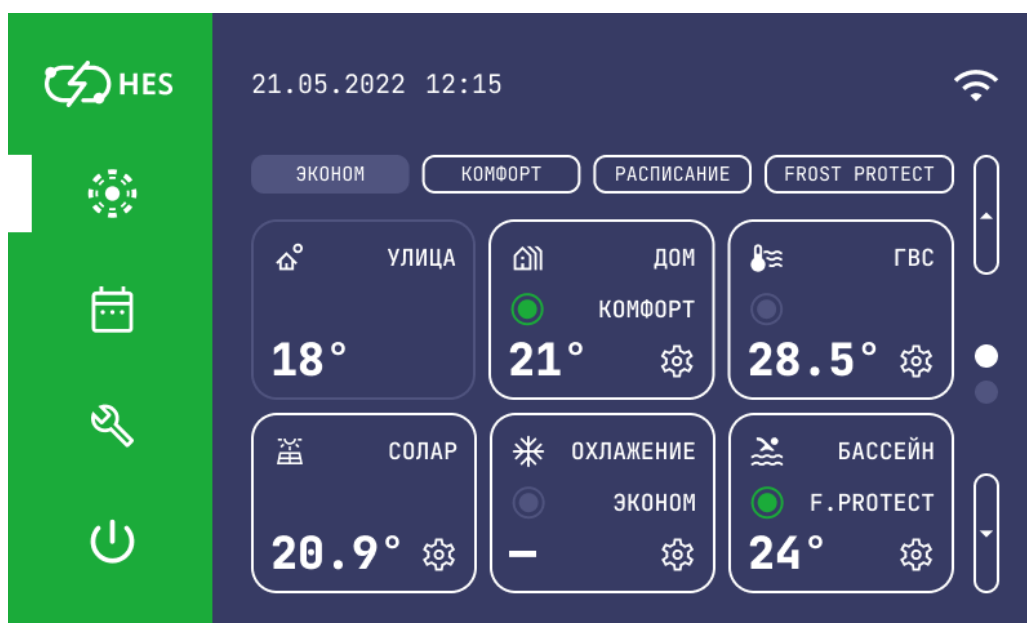 HES
21.05.2022 12:15
ЭКОНОМ КОМФОРТ РАСПИСАНИЕ FROST PROTECT
УЛИЦА
18°
ДОМ
КОМФОРТ
21°
ГВС
28.5°
СОЛАР
20.9°
ОХЛАЖЕНИЕ
ЭКОНОМ
–
БАССЕЙН
F.PROTECT
24°